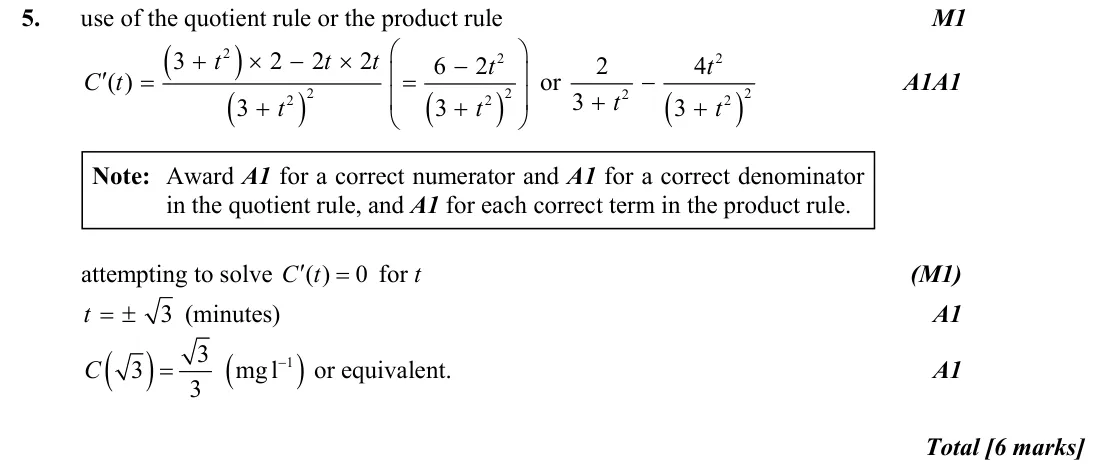 5. use of the quotient rule or the product rule M1
C′(t) = ((3 + t²) × 2 − 2t × 2t) / (3 + t²)² ( = (6 − 2t²) / (3 + t²)² ) or 2 / (3 + t²) − 4t² / (3 + t²)² A1A1
Note: Award A1 for a correct numerator and A1 for a correct denominator
in the quotient rule, and A1 for each correct term in the product rule.
attempting to solve C′(t) = 0 for t (M1)
t = ± √3 (minutes) A1
C(√3) = √3 / 3 (mg l⁻¹) or equivalent. A1
Total [6 marks]